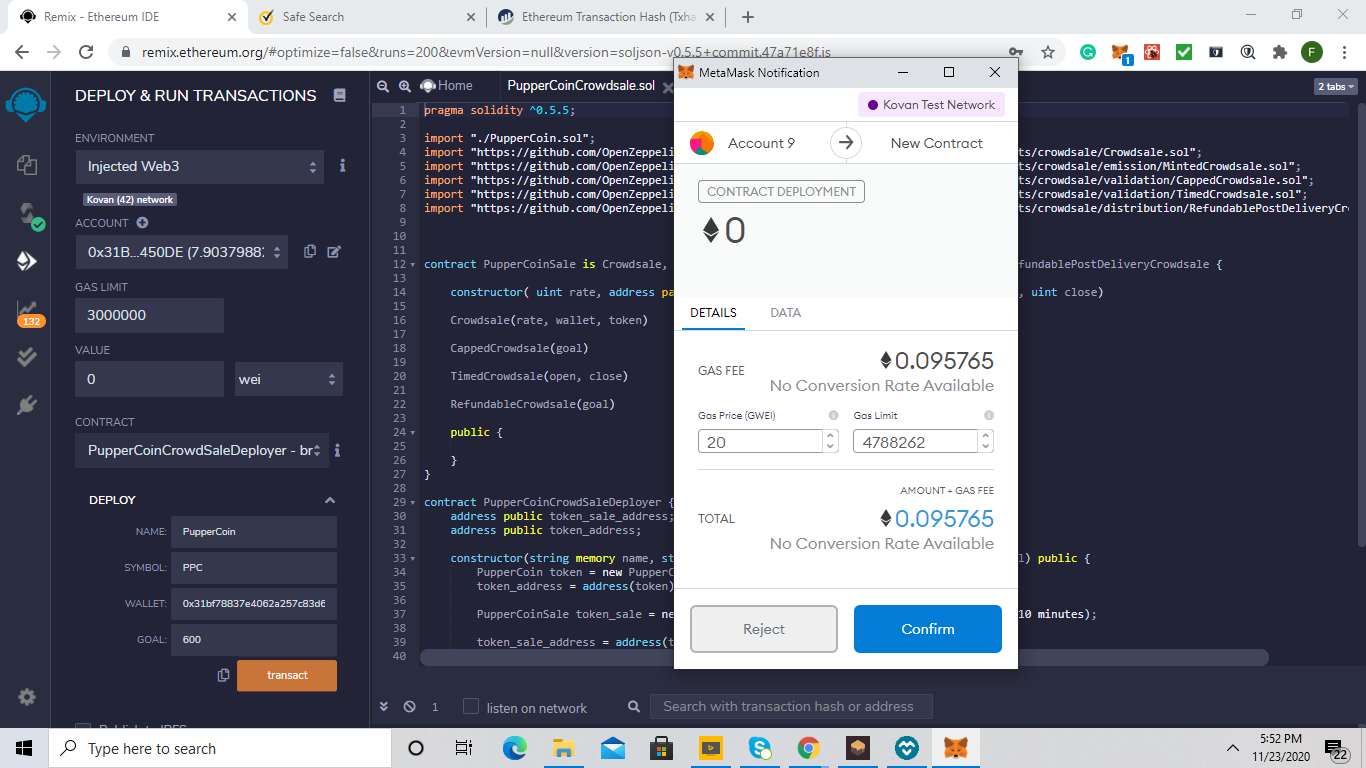 Remix - Ethereum IDE
Safe Search
Ethereum Transaction Hash (Txha
remix.ethereum.org/#optimize=false&runs=200&evmVersion=null&version=soljson-v0.5.5+commit.47a71e8f.js
1
F
DEPLOY & RUN TRANSACTIONS
ENVIRONMENT
Injected Web3
Kovan (42) network
ACCOUNT
0x31B...450DE (7.90379882
GAS LIMIT
3000000
VALUE
0
wei
CONTRACT
PupperCoinCrowdSaleDeployer - br
DEPLOY
NAME:
PupperCoin
SYMBOL:
PPC
WALLET:
0x31bf78837e4062a257c83d6
GOAL:
600
transact
132
Home
PupperCoinCrowdsale.sol
2 tabs
1 pragma solidity ^0.5.5;
2
3 import "./PupperCoin.sol";
4 import "https://github.com/OpenZeppeli ts/crowdsale/Crowdsale.sol";
5 import "https://github.com/OpenZeppeli ts/crowdsale/emission/MintedCrowdsale.sol";
6 import "https://github.com/OpenZeppeli ts/crowdsale/validation/CappedCrowdsale.sol";
7 import "https://github.com/OpenZeppeli ts/crowdsale/validation/TimedCrowdsale.sol";
8 import "https://github.com/OpenZeppeli ts/crowdsale/distribution/RefundablePostDeliveryCr
9
10
11
12 contract PupperCoinSale is Crowdsale, fundablePostDeliveryCrowdsale {
13
14 constructor( uint rate, address pa , uint close)
15
16 Crowdsale(rate, wallet, token)
17
18 CappedCrowdsale(goal)
19
20 TimedCrowdsale(open, close)
21
22 RefundableCrowdsale(goal)
23
24 public {
25
26 }
27 }
28
29 contract PupperCoinCrowdSaleDeployer {
30 address public token_sale_address;
31 address public token_address;
32
33 constructor(string memory name, st l) public {
34 PupperCoin token = new PupperC
35 token_address = address(token)
36
37 PupperCoinSale token_sale = ne 10 minutes);
38
39 token_sale_address = address(t
40
1
listen on network
Search with transaction hash or address
MetaMask Notification
Kovan Test Network
Account 9
New Contract
CONTRACT DEPLOYMENT
0
DETAILS
DATA
GAS FEE
0.095765
No Conversion Rate Available
Gas Price (GWEI)
Gas Limit
20
4788262
AMOUNT + GAS FEE
TOTAL
0.095765
No Conversion Rate Available
Reject
Confirm
Type here to search
5:52 PM
11/23/2020
22